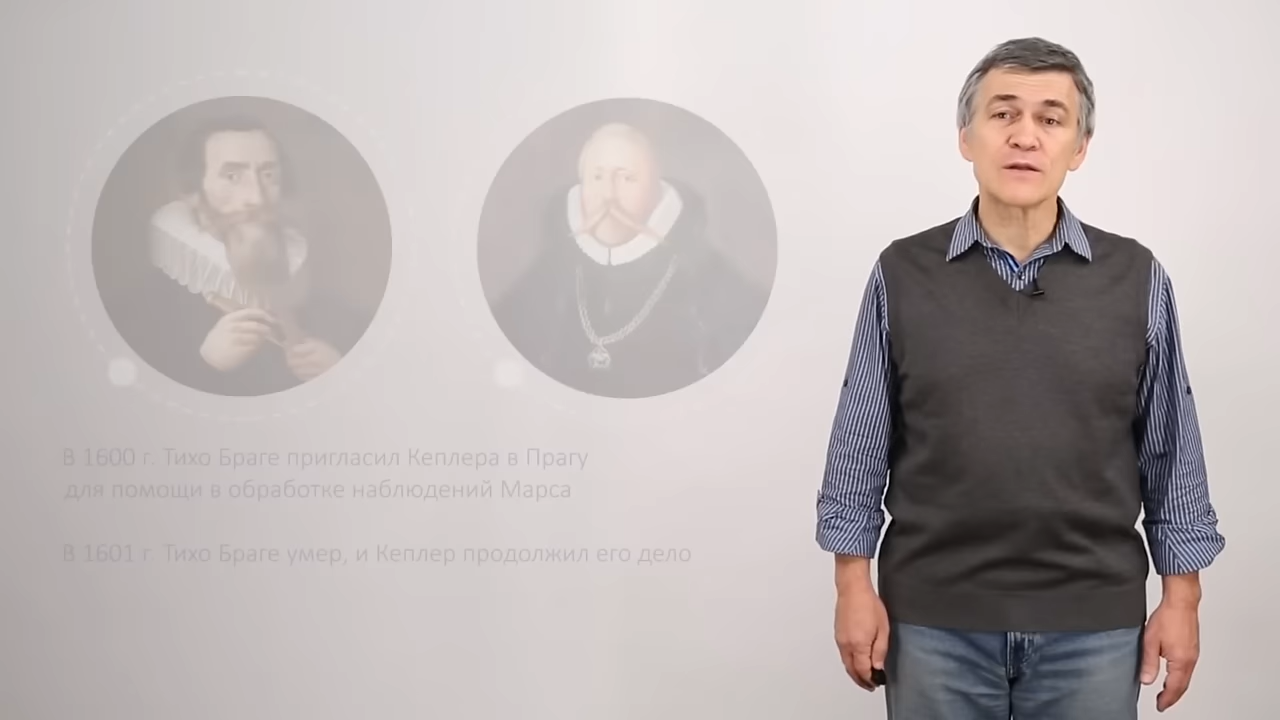 В 1600 г. Тихо Браге пригласил Кеплера в Прагу
для помощи в обработке наблюдений Марса
В 1601 г. Тихо Браге умер, и Кеплер продолжил его дело